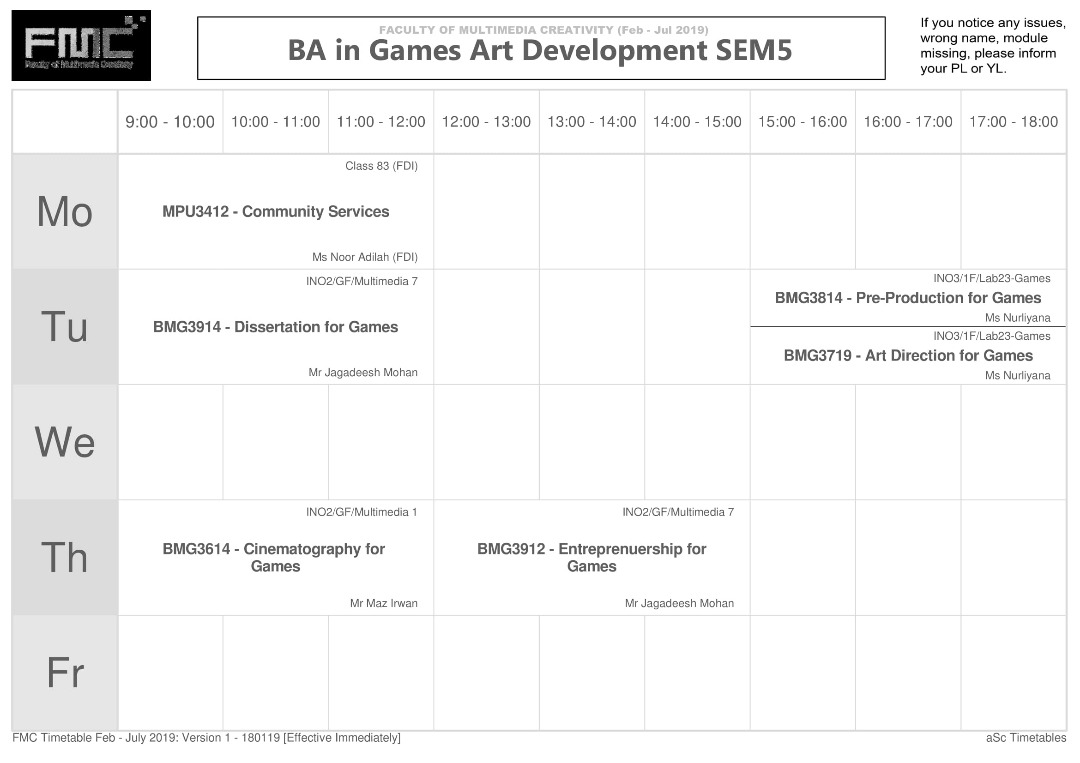 FMC
Faculty of Multimedia Creativity
FACULTY OF MULTIMEDIA CREATIVITY (Feb - Jul 2019)
BA in Games Art Development SEM5
If you notice any issues,
wrong name, module
missing, please inform
your PL or YL.
9:00 - 10:00 10:00 - 11:00 11:00 - 12:00 12:00 - 13:00 13:00 - 14:00 14:00 - 15:00 15:00 - 16:00 16:00 - 17:00 17:00 - 18:00
Mo
Class 83 (FDI)
MPU3412 - Community Services
Ms Noor Adilah (FDI)
Tu
INO2/GF/Multimedia 7
BMG3914 - Dissertation for Games
Mr Jagadeesh Mohan
INO3/1F/Lab23-Games
BMG3814 - Pre-Production for Games
Ms Nurliyana
INO3/1F/Lab23-Games
BMG3719 - Art Direction for Games
Ms Nurliyana
We
Th
INO2/GF/Multimedia 1
BMG3614 - Cinematography for
Games
Mr Maz Irwan
INO2/GF/Multimedia 7
BMG3912 - Entreprenuership for
Games
Mr Jagadeesh Mohan
Fr
FMC Timetable Feb - July 2019: Version 1 - 180119 [Effective Immediately]
aSc Timetables